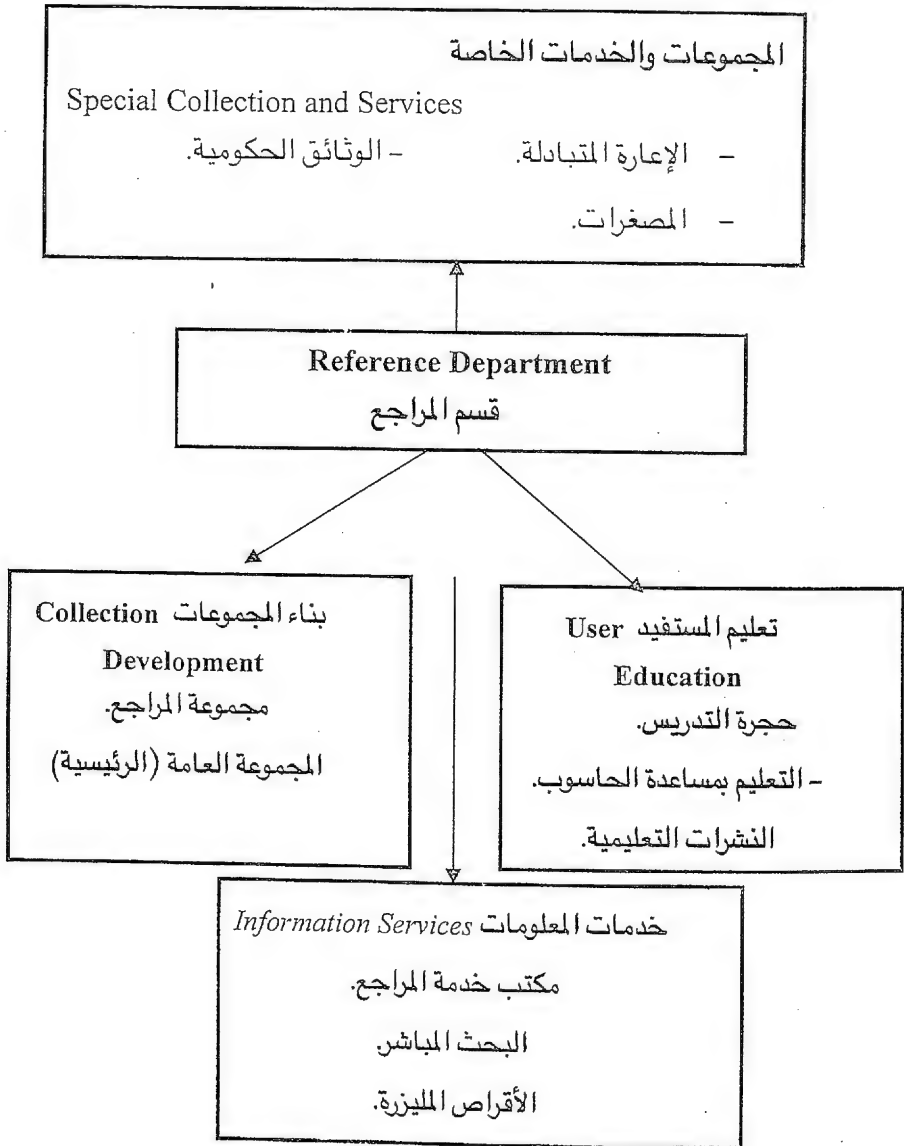 المجموعات والخدمات الخاصة
Special Collection and Services
– الإعارة المتبادلة. – الوثائق الحكومية.
– المصغرات.
Reference Department
قسم المراجع
بناء المجموعات Collection
Development
مجموعة المراجع.
المجموعة العامة (الرئيسية)
تعليم المستفيد User
Education
حجرة التدريس.
– التعليم بمساعدة الحاسوب.
النشرات التعليمية.
خدمات المعلومات Information Services
مكتب خدمة المراجع.
البحث المباشر.
الأقراص المليزرة.